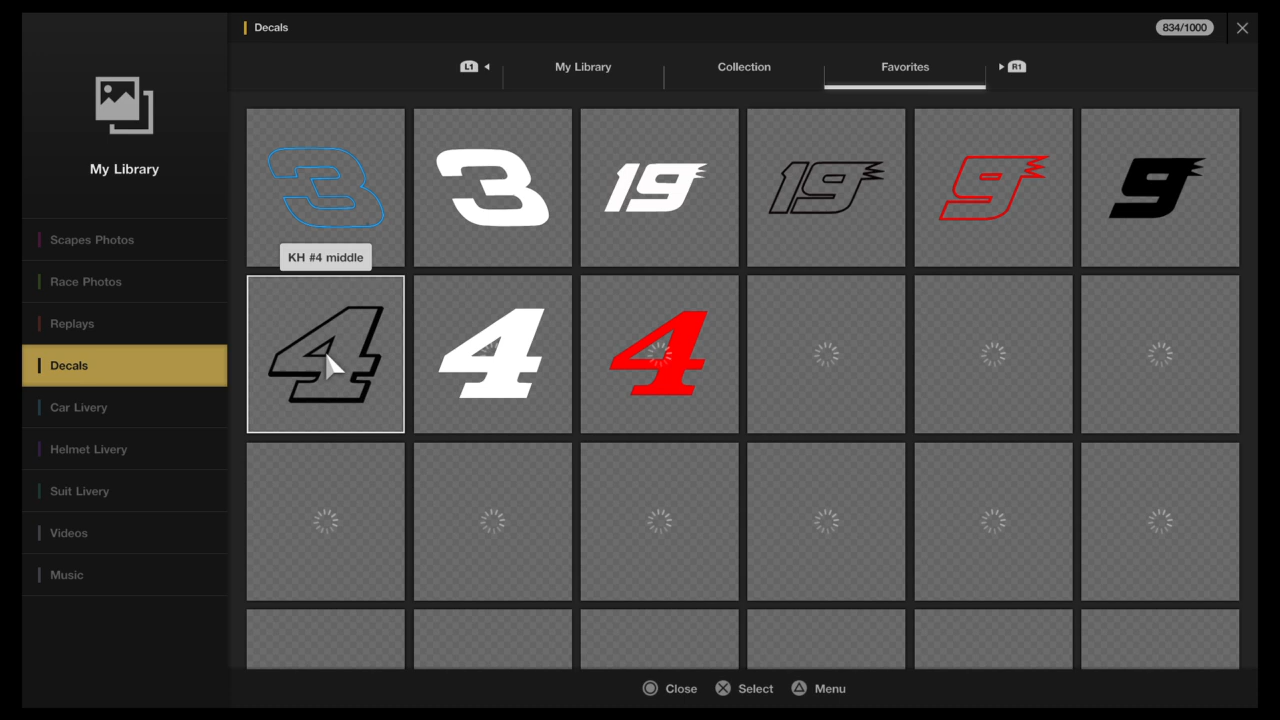 Decals
834/1000
L1
My Library
Collection
Favorites
R1
My Library
Scapes Photos
Race Photos
Replays
Decals
Car Livery
Helmet Livery
Suit Livery
Videos
Music
3
3
19
19
9
9
KH #4 middle
4
4
4
Close
Select
Menu